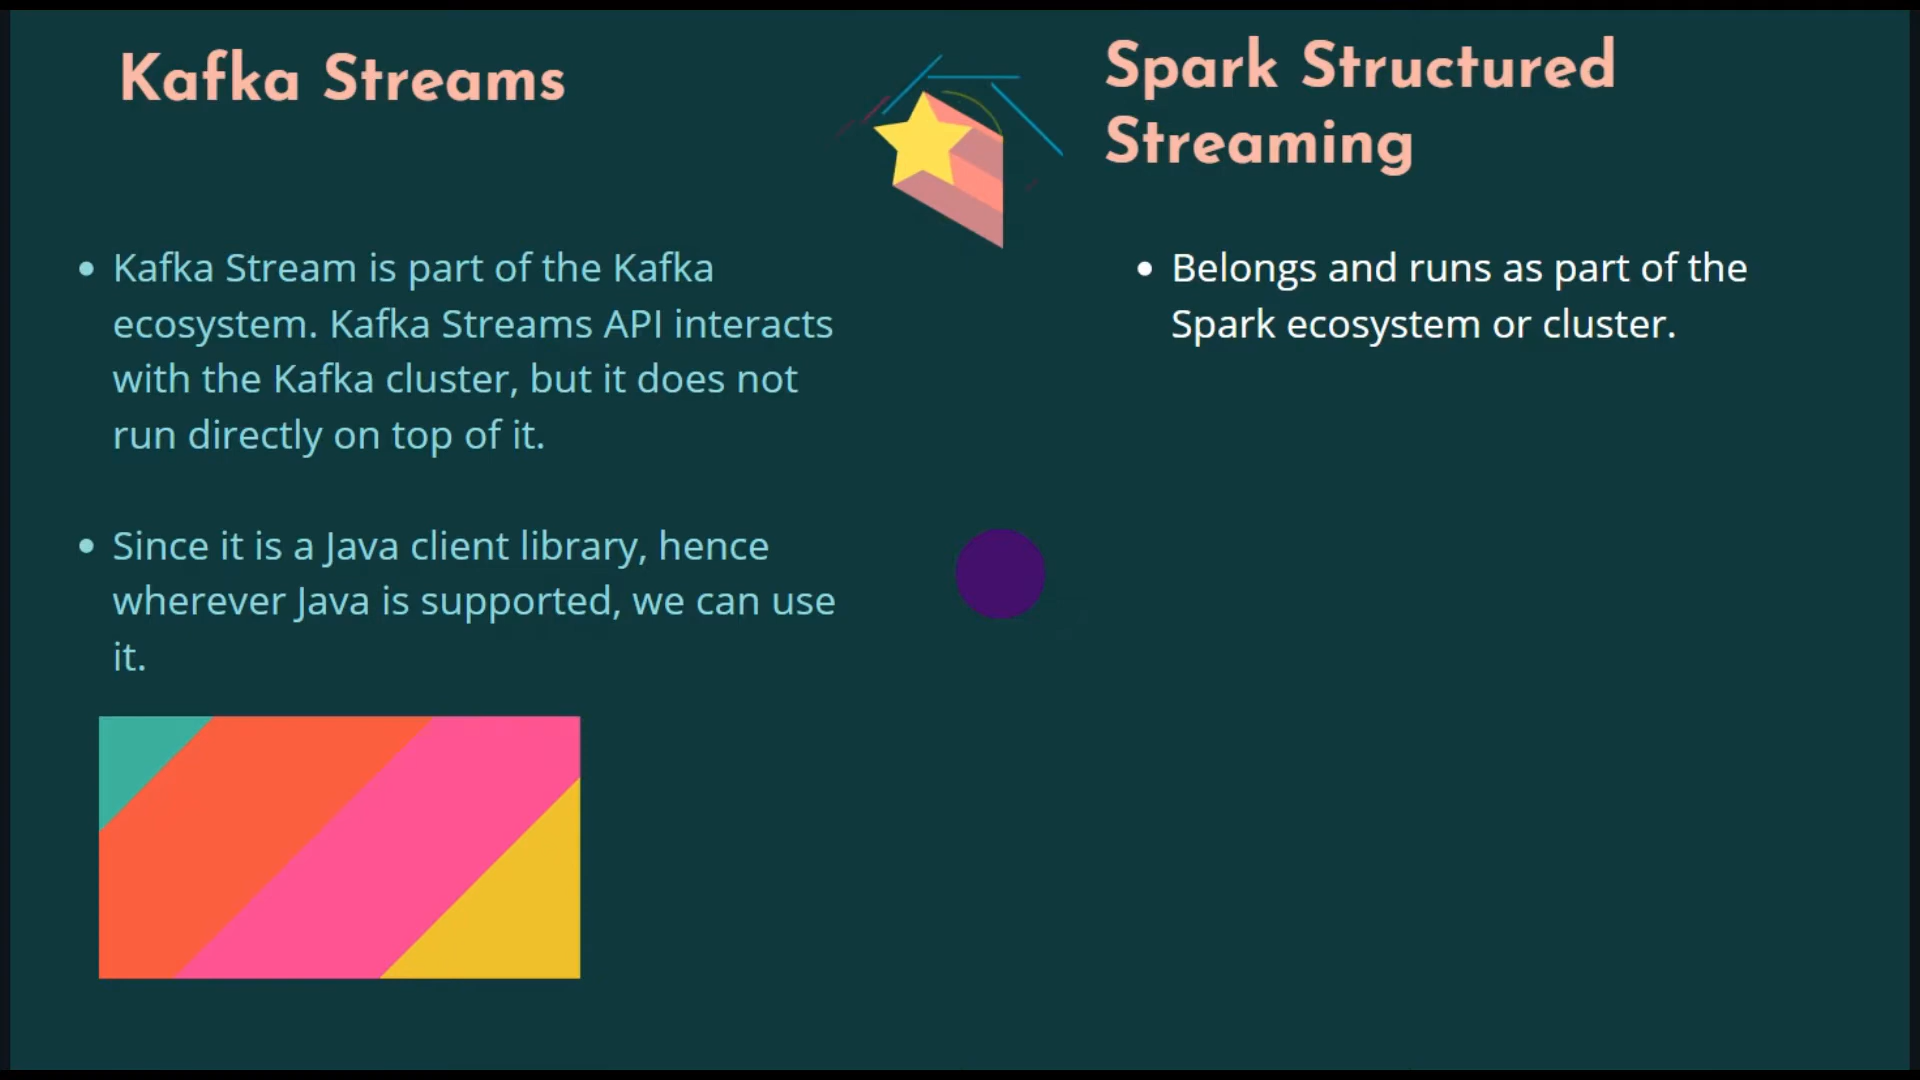 Kafka Streams
Spark Structured
Streaming
• Kafka Stream is part of the Kafka
ecosystem. Kafka Streams API interacts
with the Kafka cluster, but it does not
run directly on top of it.
• Since it is a Java client library, hence
wherever Java is supported, we can use
it.
• Belongs and runs as part of the
Spark ecosystem or cluster.